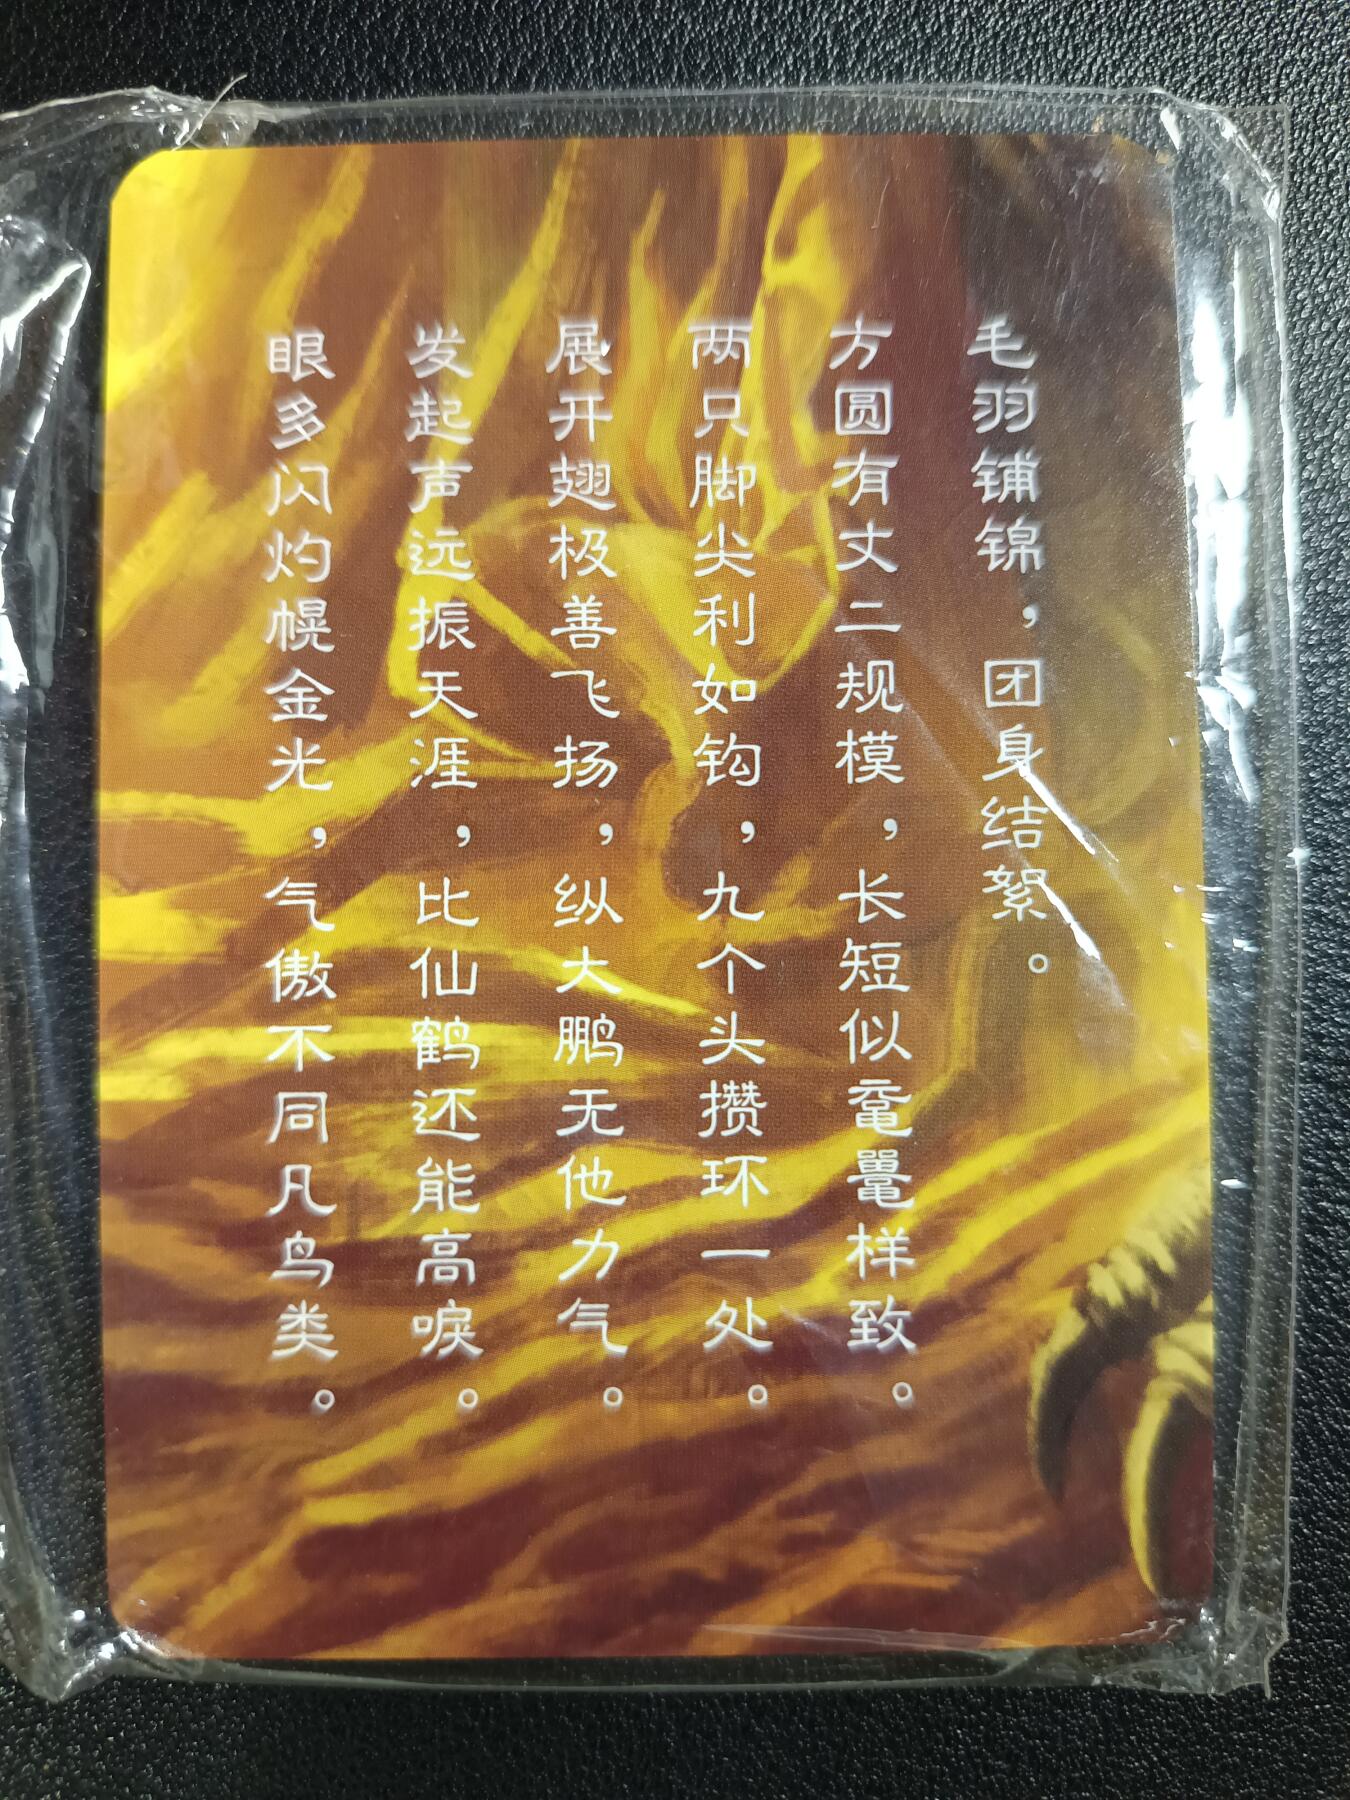 毛羽铺锦，团身结絮。
方圆有丈二规模，长短似鼋鼍样致。
两只脚尖利如钩，九个头攒环一处。
展开翅极善飞扬，纵大鹏无他力气。
发起声远振天涯，比仙鹤还能高唳。
眼多闪灼幌金光，气傲不同凡鸟类。